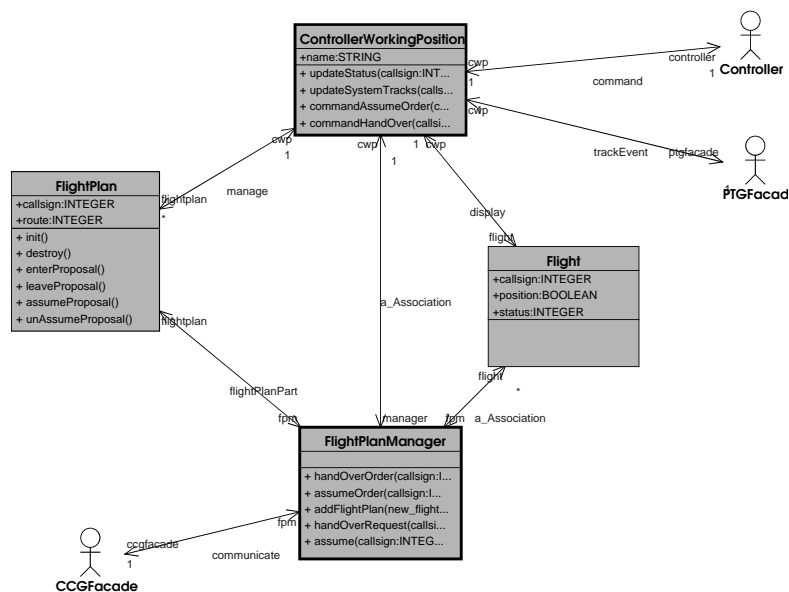 ControllerWorkingPosition
+name:STRING
+ updateStatus(callsign:INT...
+ updateSystemTracks(calls...
+ commandAssumeOrder(c...
+ commandHandOver(callsi...
cwp
1
controller
1
command
Controller
cwp
trackEvent
ptgfacade
PTGFacad
cwp
1
manage
flightplan
*
FlightPlan
+callsign:INTEGER
+route:INTEGER
+ init()
+ destroy()
+ enterProposal()
+ leaveProposal()
+ assumeProposal()
+ unAssumeProposal()
cwp
1
1
cwp
display
flight
Flight
+callsign:INTEGER
+position:BOOLEAN
+status:INTEGER
a_Association
flightplan
flightPlanPart
fpm
manager
flight
*
fpm
a_Association
FlightPlanManager
+ handOverOrder(callsign:I...
+ assumeOrder(callsign:I...
+ addFlightPlan(new_flight...
+ handOverRequest(callsi...
+ assume(callsign:INTEG...
fpm
ccgfacade
1
communicate
CCGFacade